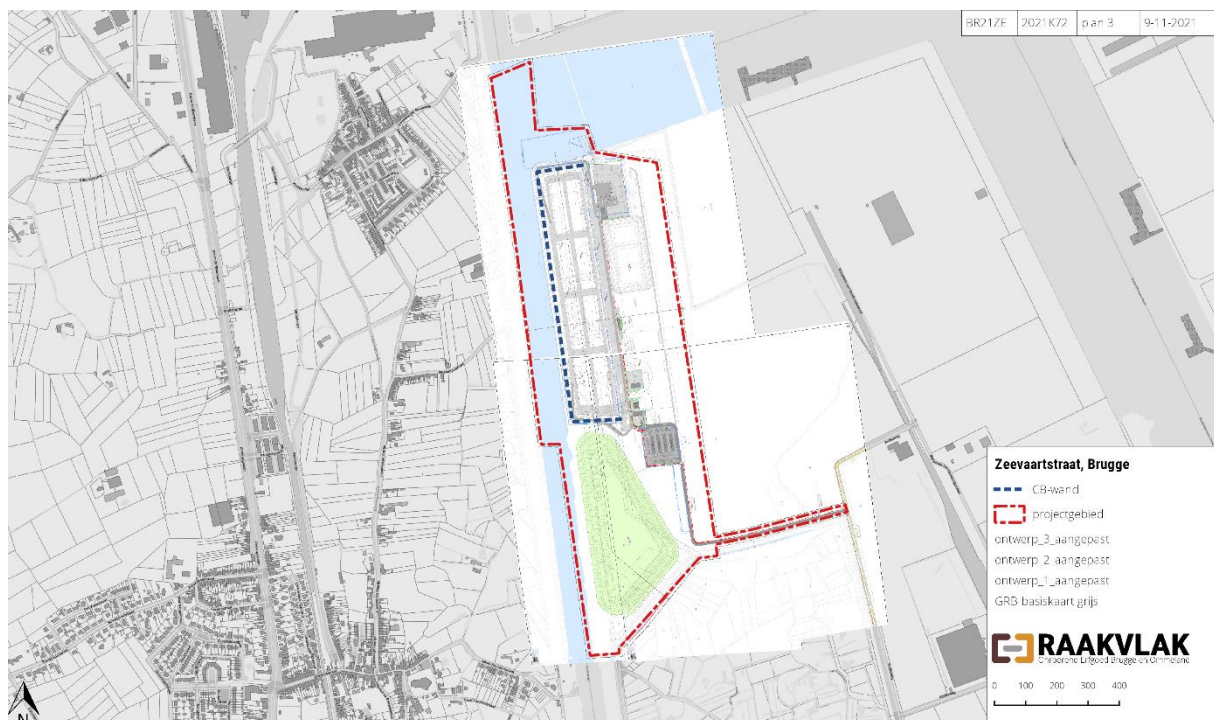 BR21ZE 2021K72 plan 3 9-11-2021
Zeevaartstraat, Brugge
CB-wand
projectgebied
ontwerp_3_aangepast
ontwerp_2_aangepast
ontwerp_1_aangepast
GRB basiskaart grijs
RAAKVLAK
Onroerend Erfgoed Brugge en Ommeland
0 100 200 300 400
N